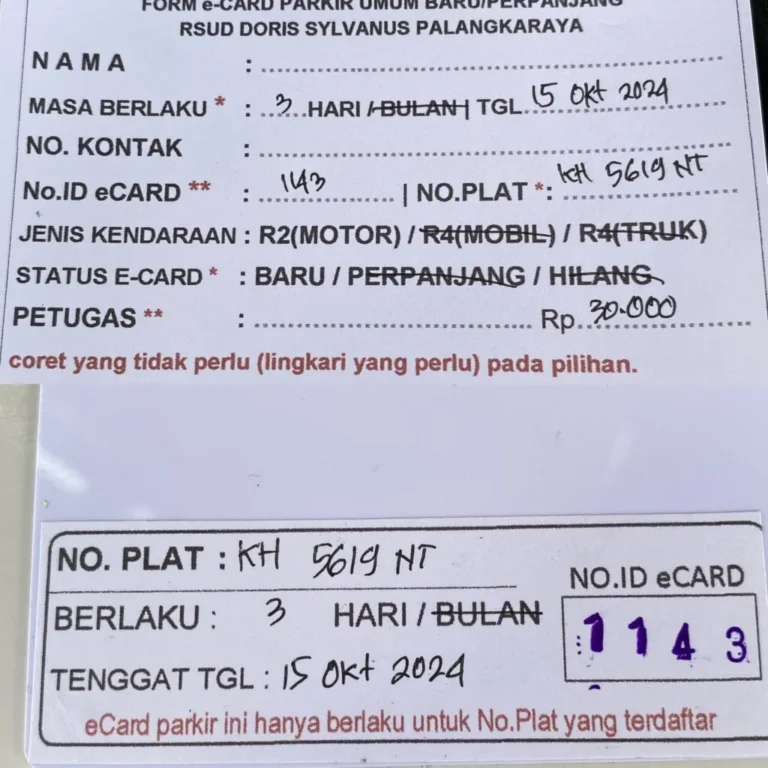 FORM e-CARD PARKIR UMUM BARU/PERPANJANG
RSUD DORIS SYLVANUS PALANGKARAYA
NAMA :
MASA BERLAKU * : 3 HARI / BULAN | TGL 15 Okt 2024
NO. KONTAK :
No.ID eCARD ** : 143 | NO.PLAT *: KH 5619 NT
JENIS KENDARAAN : R2(MOTOR) / R4(MOBIL) / R4(TRUK)
STATUS E-CARD * : BARU / PERPANJANG / HILANG
PETUGAS ** : Rp. 30.000
coret yang tidak perlu (lingkari yang perlu) pada pilihan.
NO. PLAT : KH 5619 NT
BERLAKU : 3 HARI / BULAN
TENGGAT TGL : 15 Okt 2024
NO.ID eCARD
1143
eCard parkir ini hanya berlaku untuk No.Plat yang terdaftar